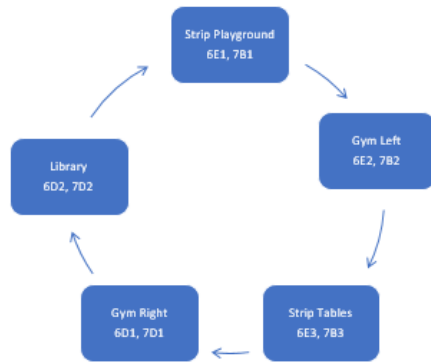 Strip Playground
6E1, 7B1
Gym Left
6E2, 7B2
Strip Tables
6E3, 7B3
Gym Right
6D1, 7D1
Library
6D2, 7D2